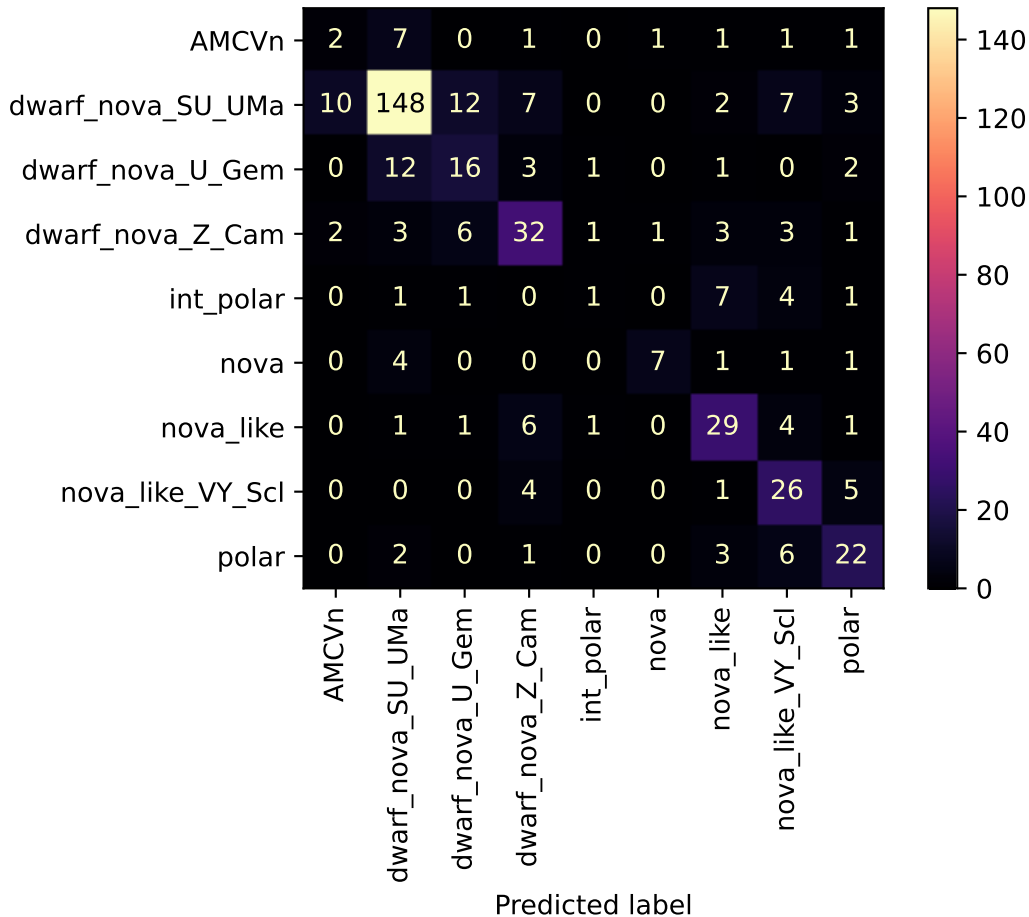 AMCVn 2 7 0 1 0 1 1 1 1
dwarf_nova_SU_UMa 10 148 12 7 0 0 2 7 3
dwarf_nova_U_Gem 0 12 16 3 1 0 1 0 2
dwarf_nova_Z_Cam 2 3 6 32 1 1 3 3 1
int_polar 0 1 1 0 1 0 7 4 1
nova 0 4 0 0 0 7 1 1 1
nova_like 0 1 1 6 1 0 29 4 1
nova_like_VY_Scl 0 0 0 4 0 0 1 26 5
polar 0 2 0 1 0 0 3 6 22
AMCVn
dwarf_nova_SU_UMa
dwarf_nova_U_Gem
dwarf_nova_Z_Cam
int_polar
nova
nova_like
nova_like_VY_Scl
polar
Predicted label
140
120
100
80
60
40
20
0